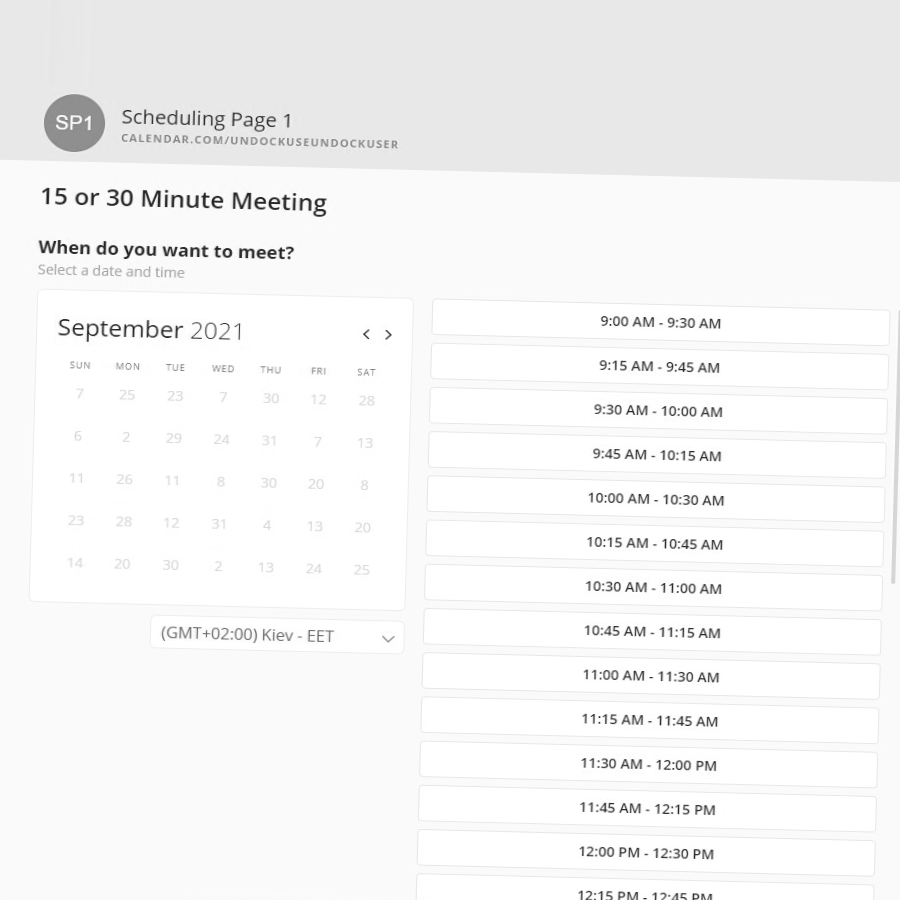 SP1
Scheduling Page 1
CALENDAR.COM/UNDOCKUSEUNDOCKUSER
15 or 30 Minute Meeting
When do you want to meet?
Select a date and time
September 2021
SUN MON TUE WED THU FRI SAT
7 25 23 7 30 12 28
6 2 29 24 31 7 13
11 26 11 8 30 20 8
23 28 12 31 4 13 20
14 20 30 2 13 24 25
(GMT+02:00) Kiev - EET
9:00 AM - 9:30 AM
9:15 AM - 9:45 AM
9:30 AM - 10:00 AM
9:45 AM - 10:15 AM
10:00 AM - 10:30 AM
10:15 AM - 10:45 AM
10:30 AM - 11:00 AM
10:45 AM - 11:15 AM
11:00 AM - 11:30 AM
11:15 AM - 11:45 AM
11:30 AM - 12:00 PM
11:45 AM - 12:15 PM
12:00 PM - 12:30 PM
12:15 PM - 12:45 PM